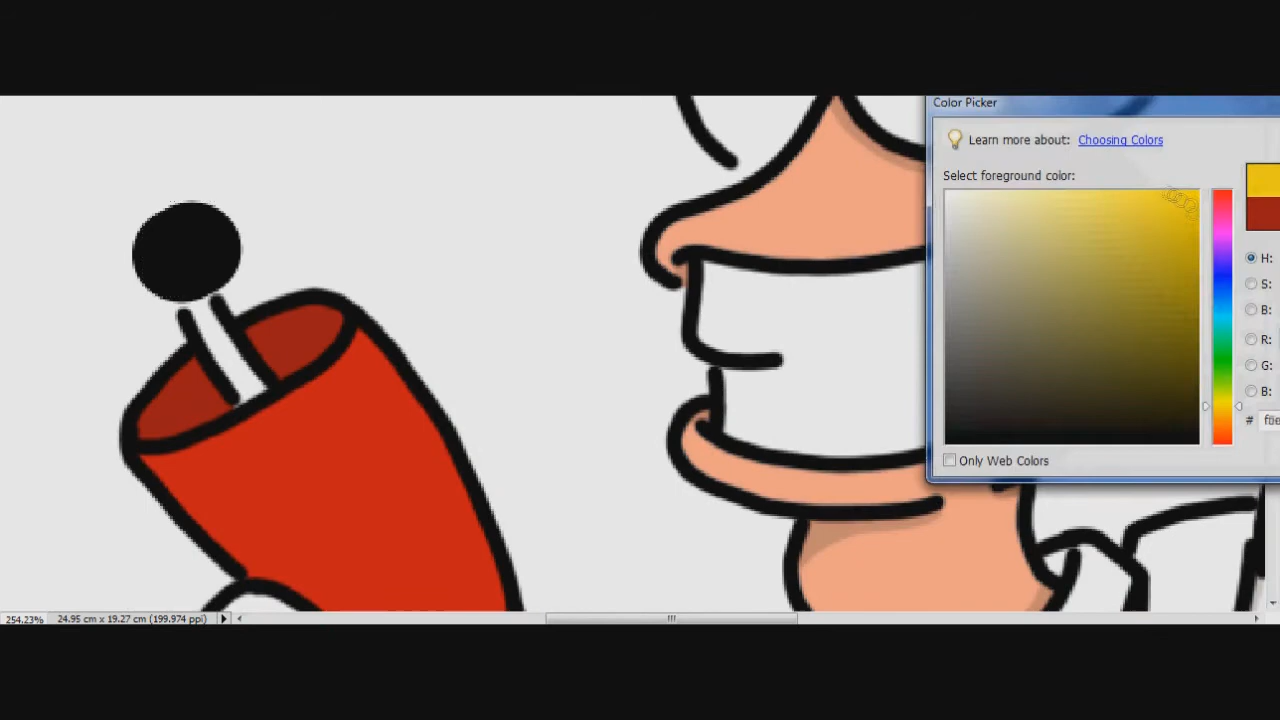 Color Picker
Learn more about: Choosing Colors
Select foreground color:
H:
S:
B:
R:
G:
B:
#
Only Web Colors
254.23% 24.95 cm x 19.27 cm (199.974 ppi)